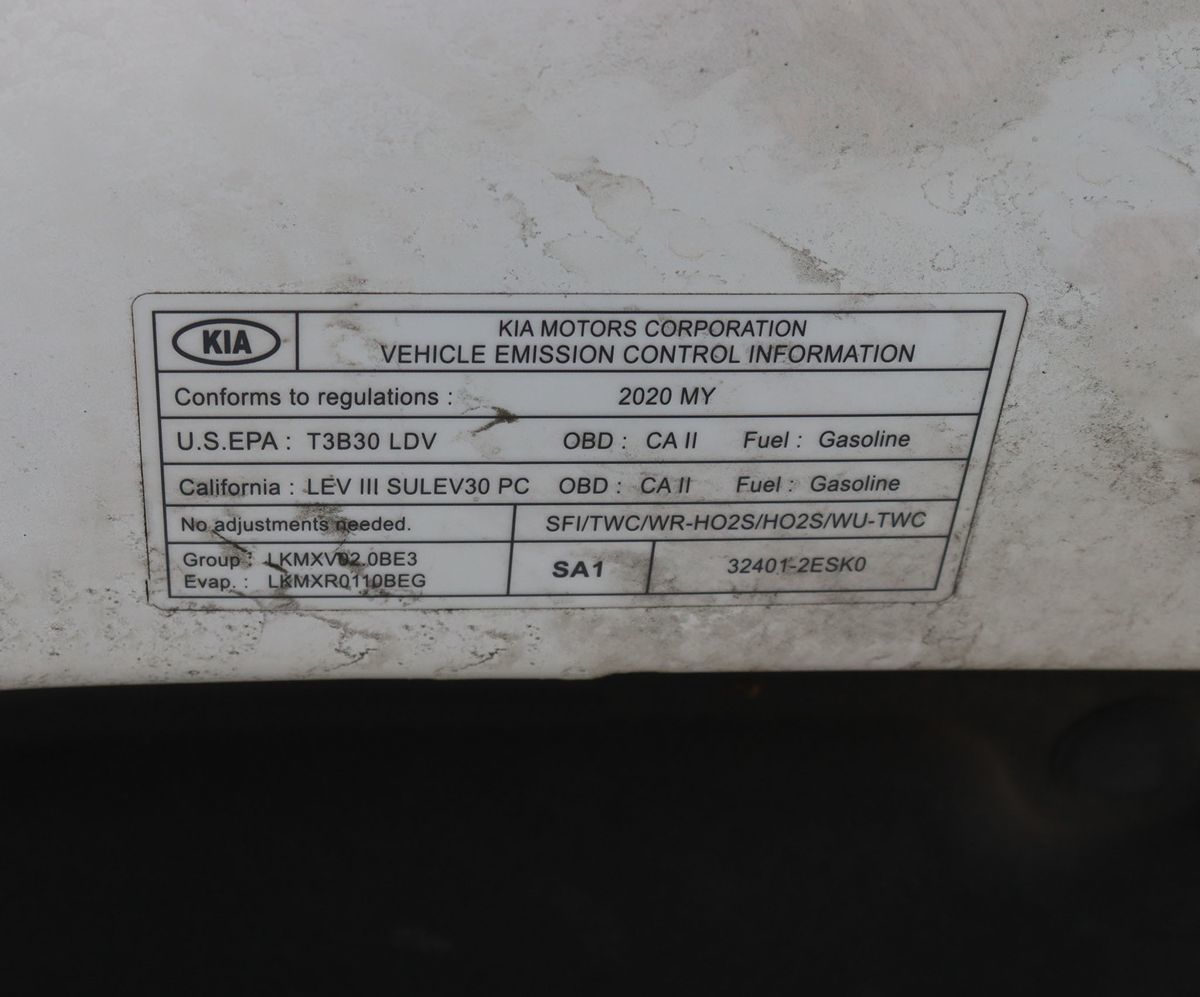 KIA
KIA MOTORS CORPORATION
VEHICLE EMISSION CONTROL INFORMATION
Conforms to regulations : 2020 MY
U.S.EPA : T3B30 LDV OBD : CA II Fuel : Gasoline
California : LEV III SULEV30 PC OBD : CA II Fuel : Gasoline
No adjustments needed. SFI/TWC/WR-HO2S/HO2S/WU-TWC
Group : LKMXV02.0BE3
Evap. : LKMXR0110BEG
SA1
32401-2ESK0